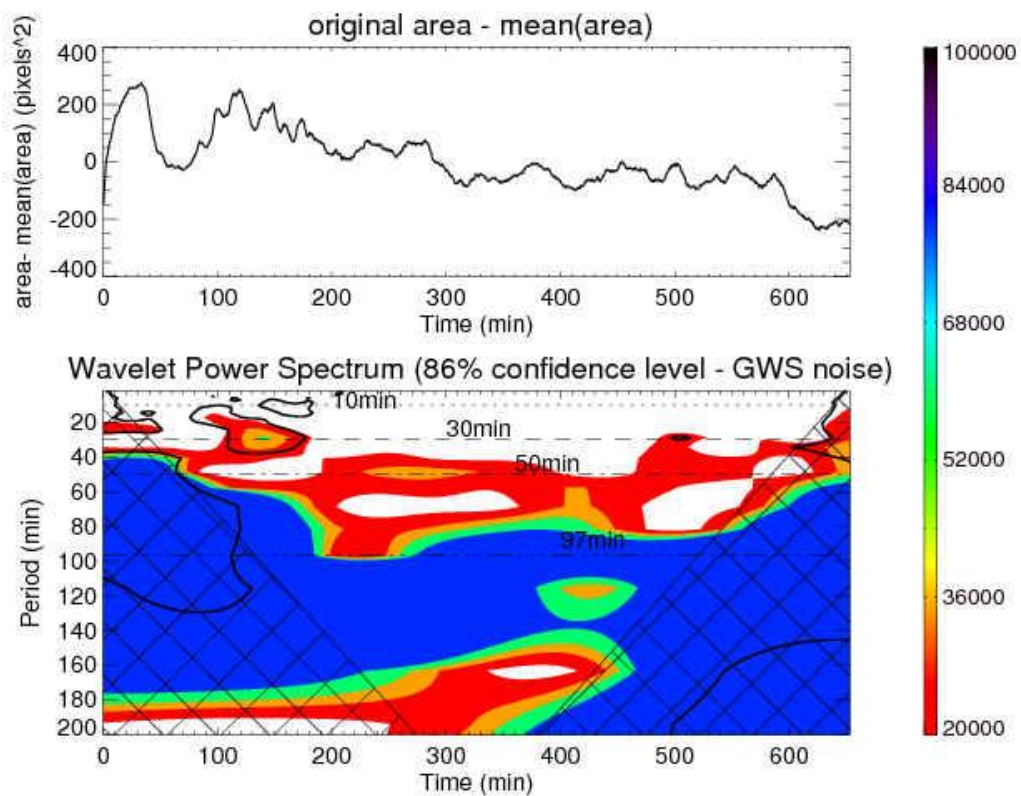 original area - mean(area)
area- mean(area) (pixels^2)
400
200
0
-200
-400
0 100 200 300 400 500 600
Time (min)
Wavelet Power Spectrum (86% confidence level - GWS noise)
Period (min)
20
40
60
80
100
120
140
160
180
200
10min
30min
50min
97min
0 100 200 300 400 500 600
Time (min)
100000
84000
68000
52000
36000
20000